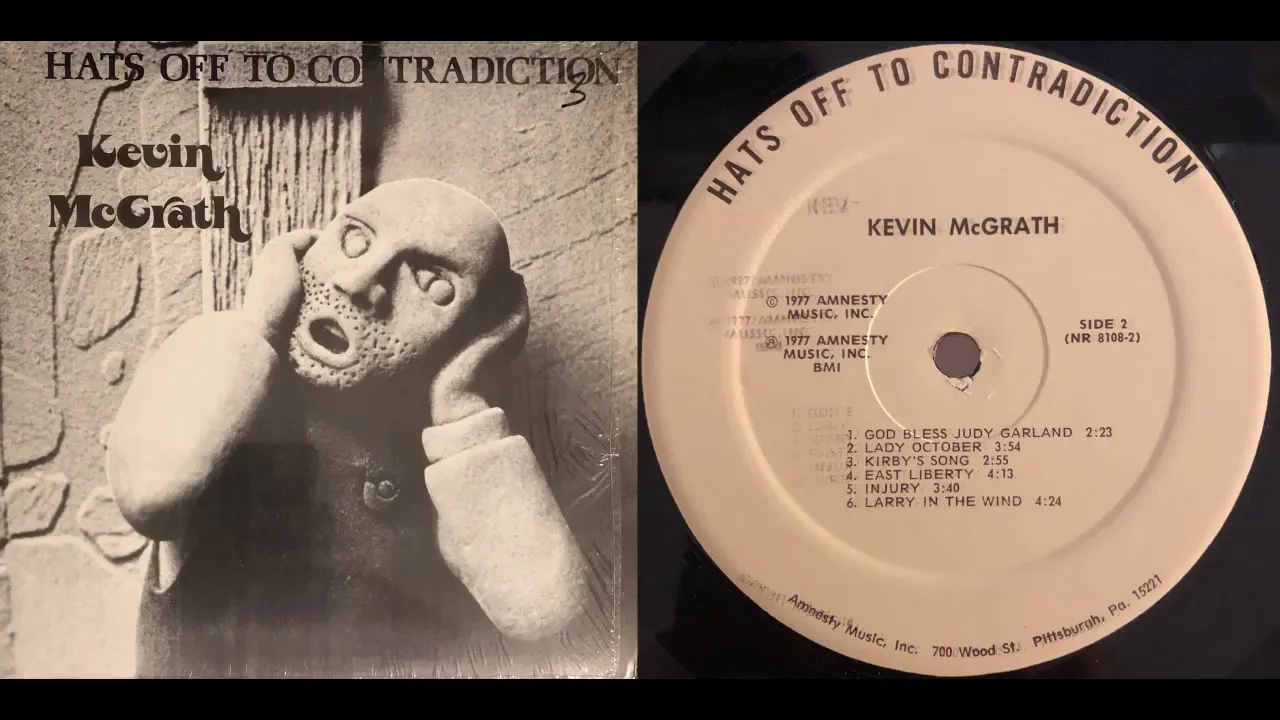 HATS OFF TO CONTRADICTION
3
Kevin
McGrath
HATS OFF TO CONTRADICTION
KEVIN McGRATH
© 1977 AMNESTY
MUSIC, INC.
℗ 1977 AMNESTY
MUSIC, INC.
BMI
SIDE 2
(NR 8108-2)
1. GOD BLESS JUDY GARLAND 2:23
2. LADY OCTOBER 3:54
3. KIRBY'S SONG 2:55
4. EAST LIBERTY 4:13
5. INJURY 3:40
6. LARRY IN THE WIND 4:24
Amnesty Music, Inc. 700 Wood St. Pittsburgh, Pa. 15221